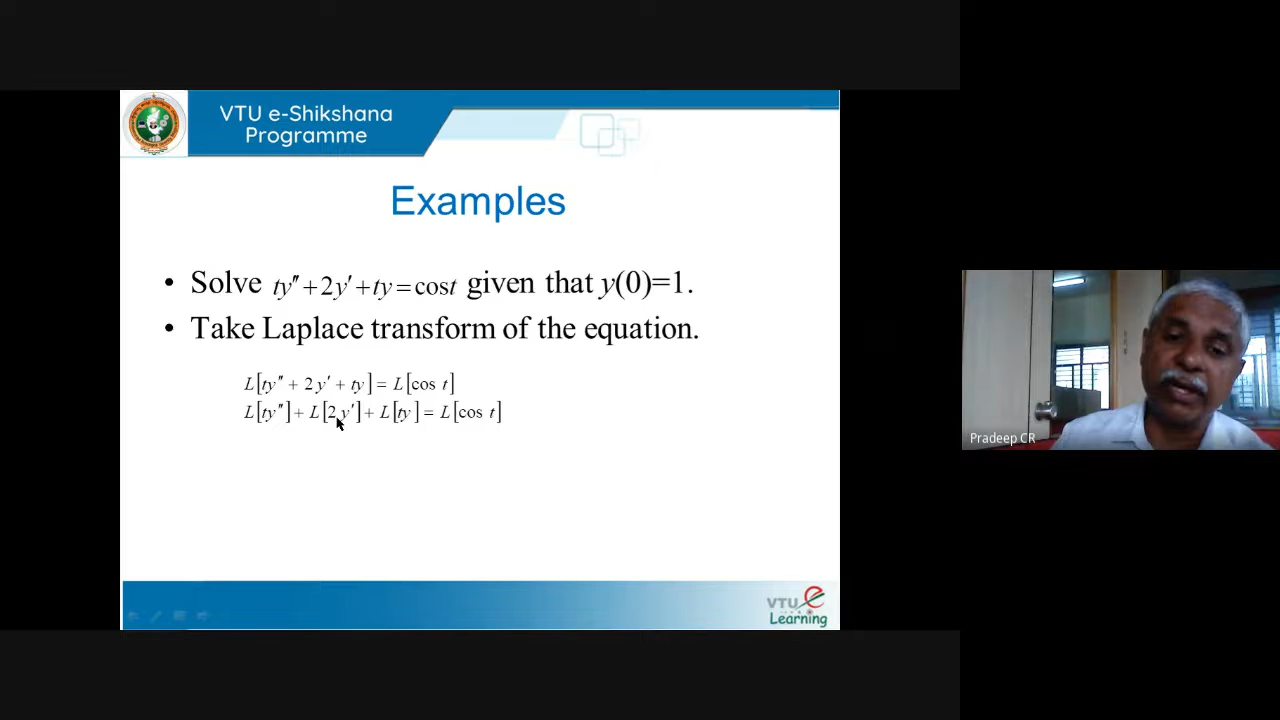 VTU e-Shikshana
Programme
Examples
• Solve ty″ + 2y′ + ty = cos t given that y(0)=1.
• Take Laplace transform of the equation.
L[ty″ + 2y′ + ty] = L[cos t]
L[ty″] + L[2y′] + L[ty] = L[cos t]
Pradeep CR
VTU e
Learning